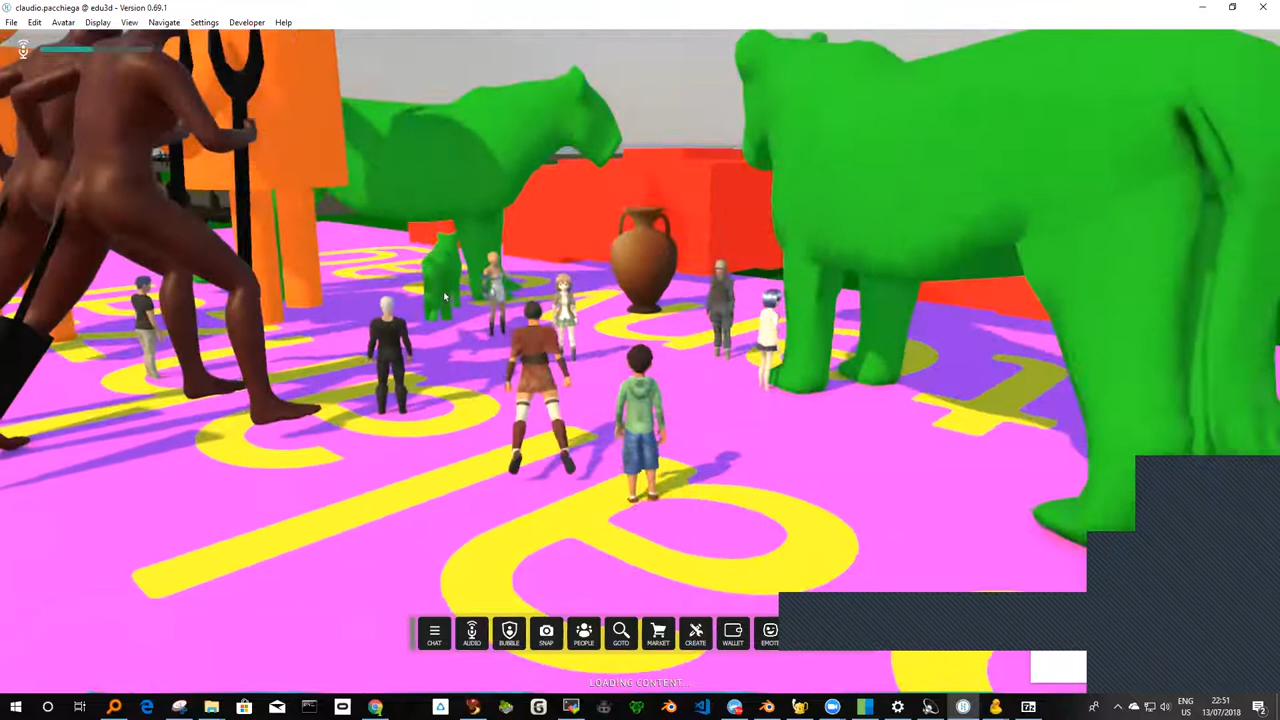 claudio.pacchiega @ edu3d - Version 0.69.1
File Edit Avatar Display View Navigate Settings Developer Help
CHAT AUDIO BUBBLE SNAP PEOPLE GOTO MARKET CREATE WALLET EMOTE
LOADING CONTENT...
ENG 22:51
US 13/07/2018